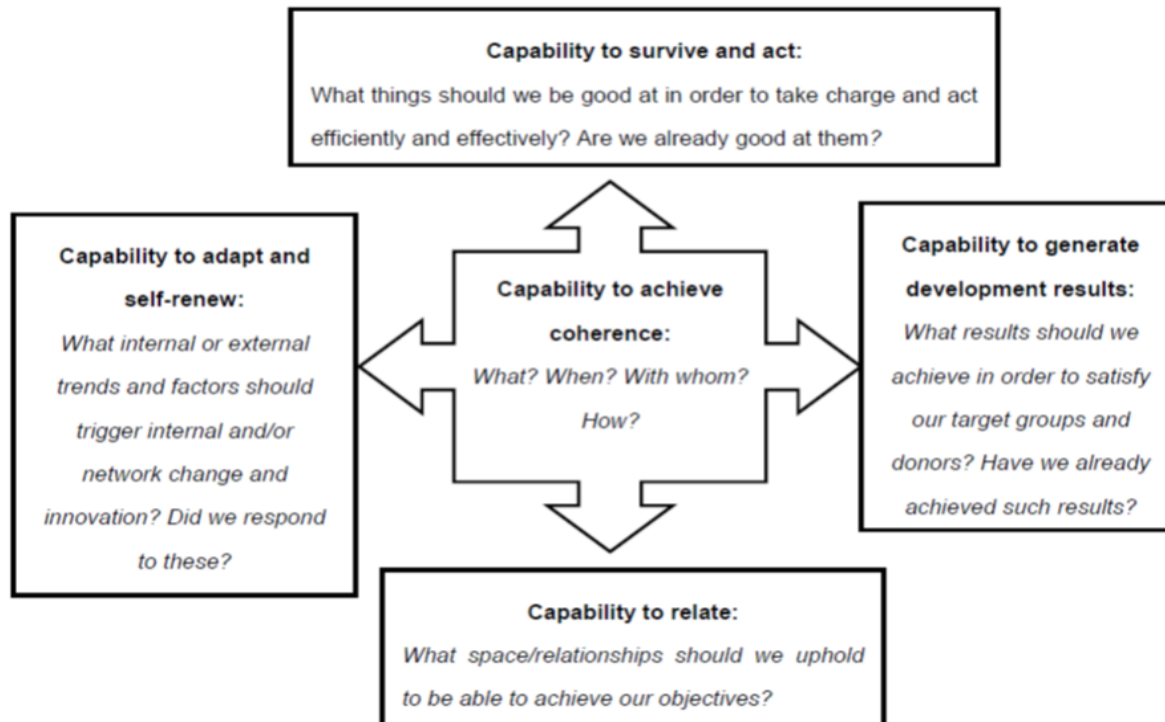 Capability to survive and act:
What things should we be good at in order to take charge and act
efficiently and effectively? Are we already good at them?
Capability to adapt and
self-renew:
What internal or external
trends and factors should
trigger internal and/or
network change and
innovation? Did we respond
to these?
Capability to achieve
coherence:
What? When? With whom?
How?
Capability to generate
development results:
What results should we
achieve in order to satisfy
our target groups and
donors? Have we already
achieved such results?
Capability to relate:
What space/relationships should we uphold
to be able to achieve our objectives?